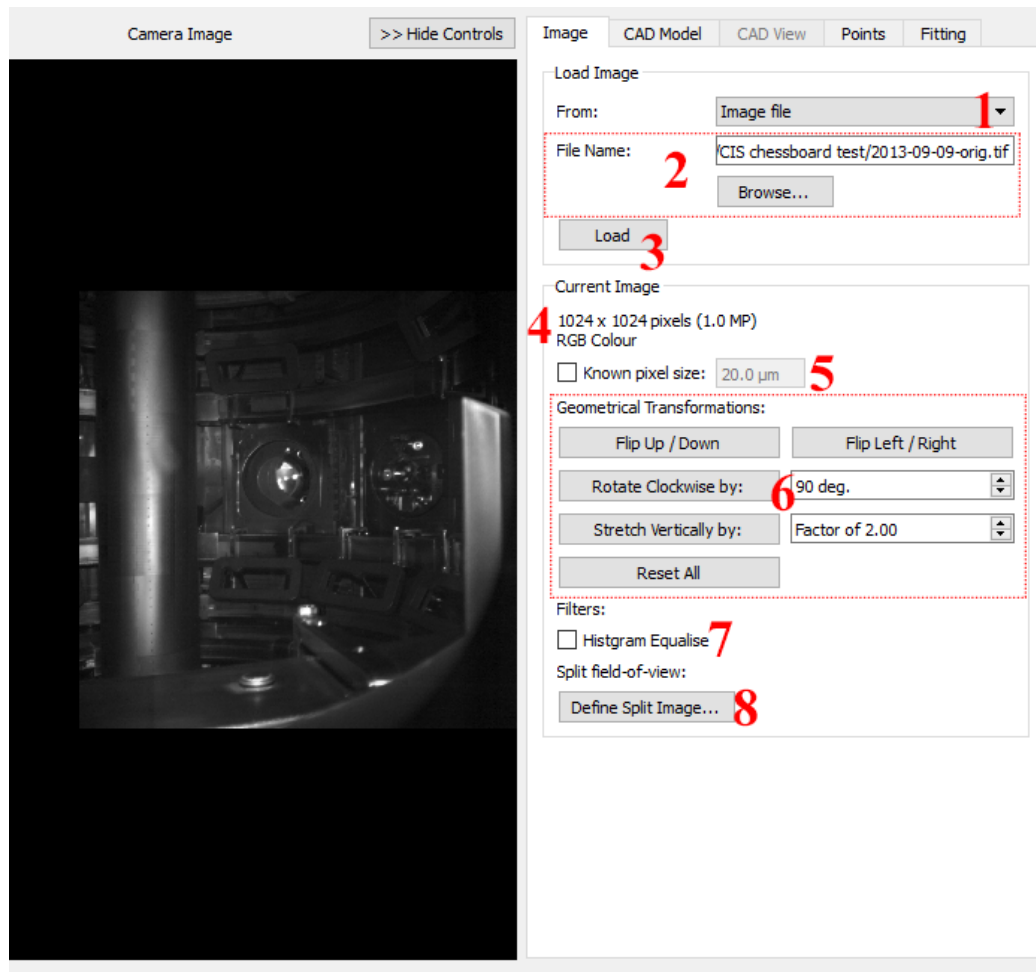 Camera Image
>> Hide Controls
Image CAD Model CAD View Points Fitting
Load Image
From: Image file 1
File Name: 2 /CIS chessboard test/2013-09-09-orig.tif
Browse...
Load 3
Current Image
4 1024 x 1024 pixels (1.0 MP)
RGB Colour
Known pixel size: 20.0 μm 5
Geometrical Transformations:
Flip Up / Down Flip Left / Right
Rotate Clockwise by: 6 90 deg.
Stretch Vertically by: Factor of 2.00
Reset All
Filters:
Histgram Equalise 7
Split field-of-view:
Define Split Image... 8